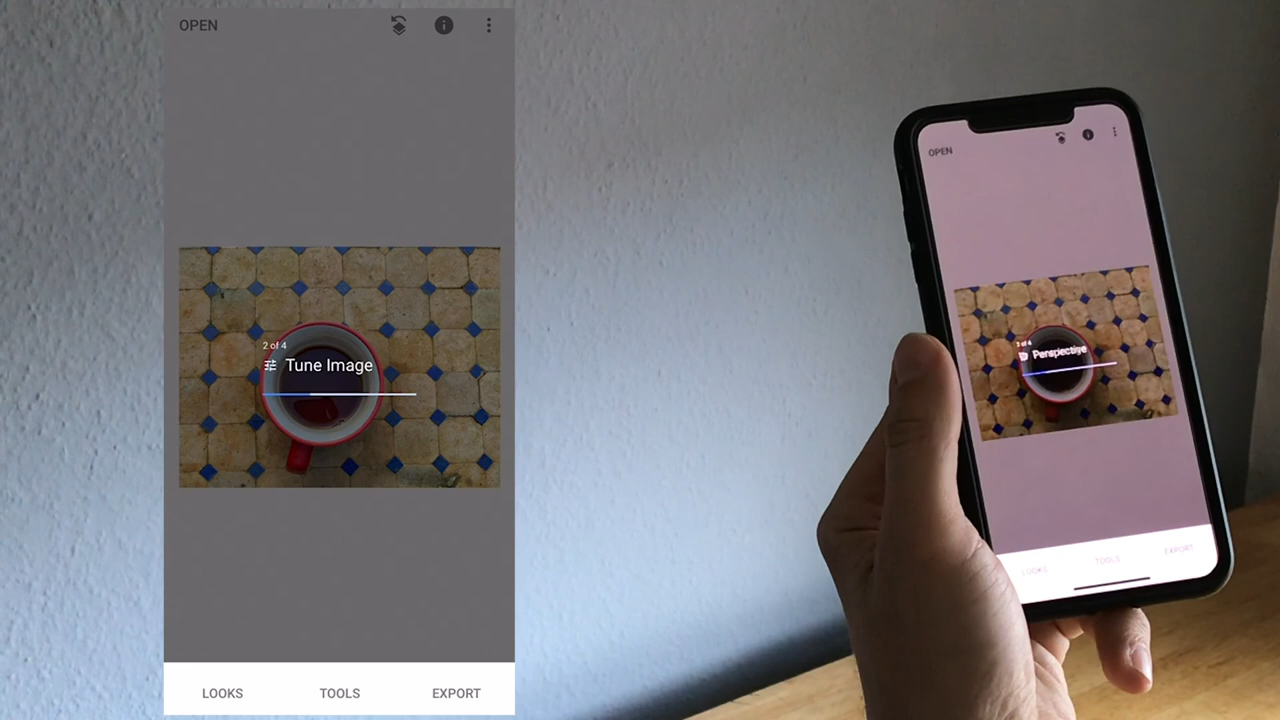 OPEN
2 of 4
Tune Image
LOOKS
TOOLS
EXPORT
OPEN
Perspective
LOOKS
TOOLS
EXPORT